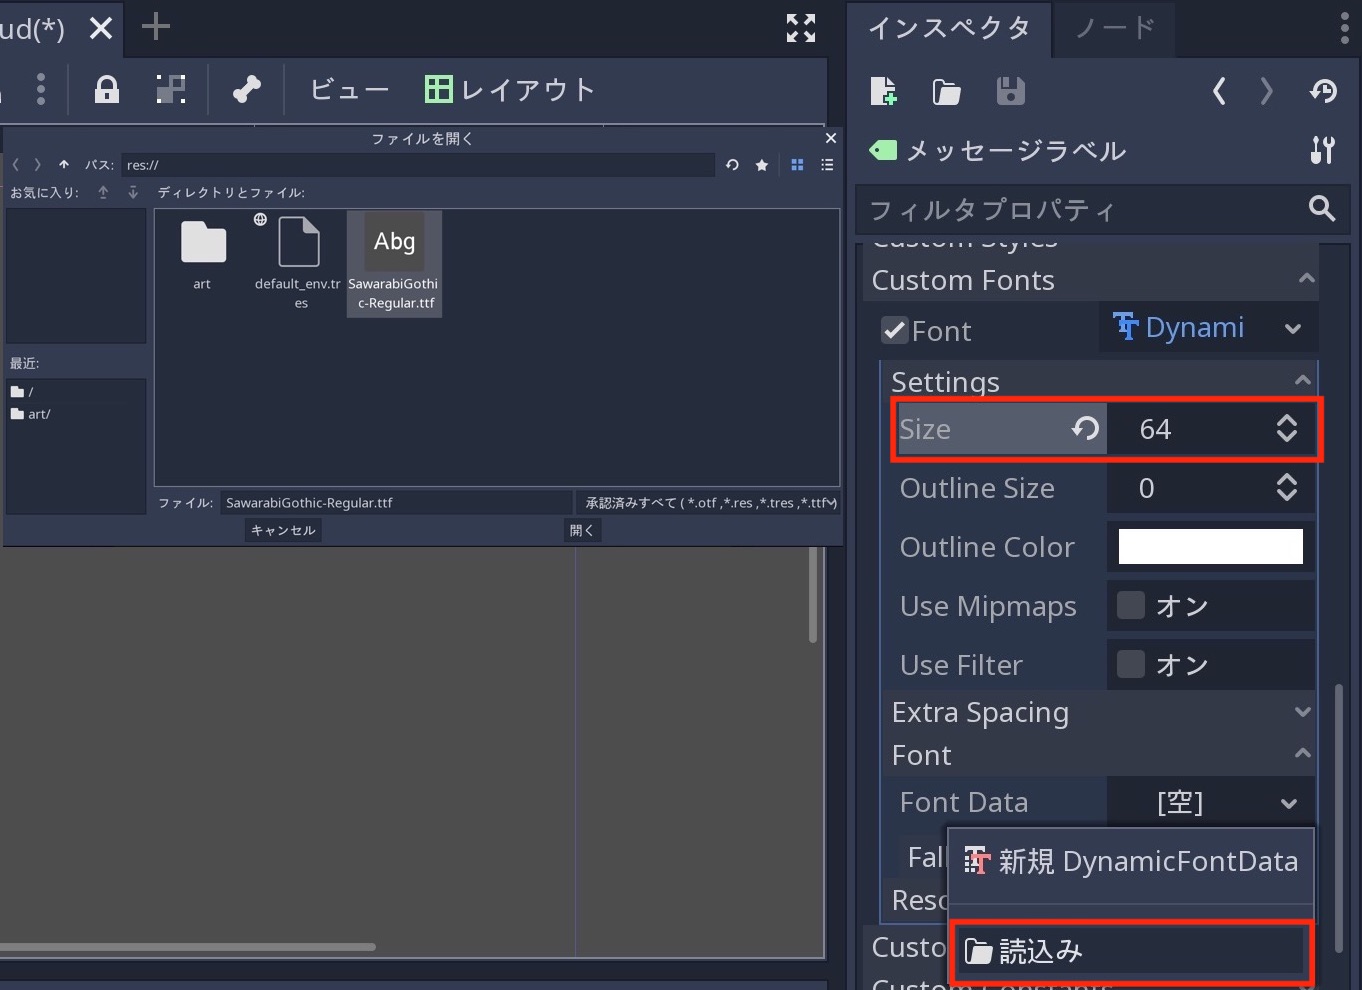 ud(*)
ビュー レイアウト
ファイルを開く
パス: res://
お気に入り:
ディレクトリとファイル:
art
default_env.tres
Abg
SawarabiGothic-Regular.ttf
最近:
/
art/
ファイル: SawarabiGothic-Regular.ttf 承認済みすべて ( *.otf ,*.res ,*.tres ,*.ttf )
キャンセル 開く
インスペクタ ノード
メッセージラベル
フィルタプロパティ
Custom Styles
Custom Fonts
Font Dynami
Settings
Size 64
Outline Size 0
Outline Color
Use Mipmaps オン
Use Filter オン
Extra Spacing
Font
Font Data [空]
Fal
新規 DynamicFontData
Reso
Custo
読込み
Custom Constants